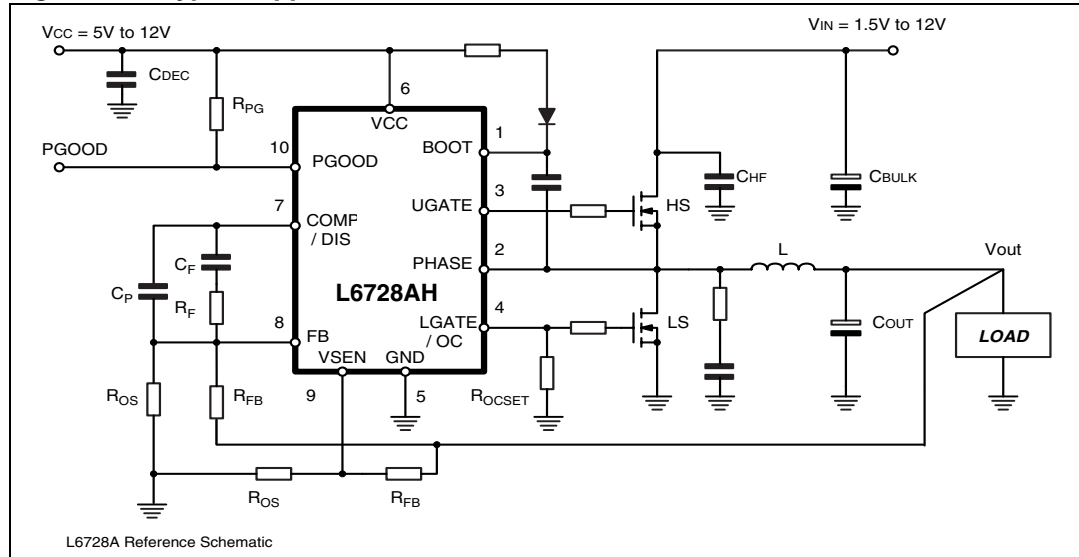 VCC = 5V to 12V
VIN = 1.5V to 12V
CDEC
RPG
6
VCC
1
BOOT
PGOOD
10
PGOOD
CHF
CBULK
3
UGATE
HS
7
COMP
/ DIS
2
PHASE
L
Vout
CF
CP
RF
L6728AH
4
LGATE
/ OC
LS
COUT
LOAD
8
FB
VSEN
GND
9
5
ROCSET
ROS
RFB
ROS
RFB
L6728A Reference Schematic